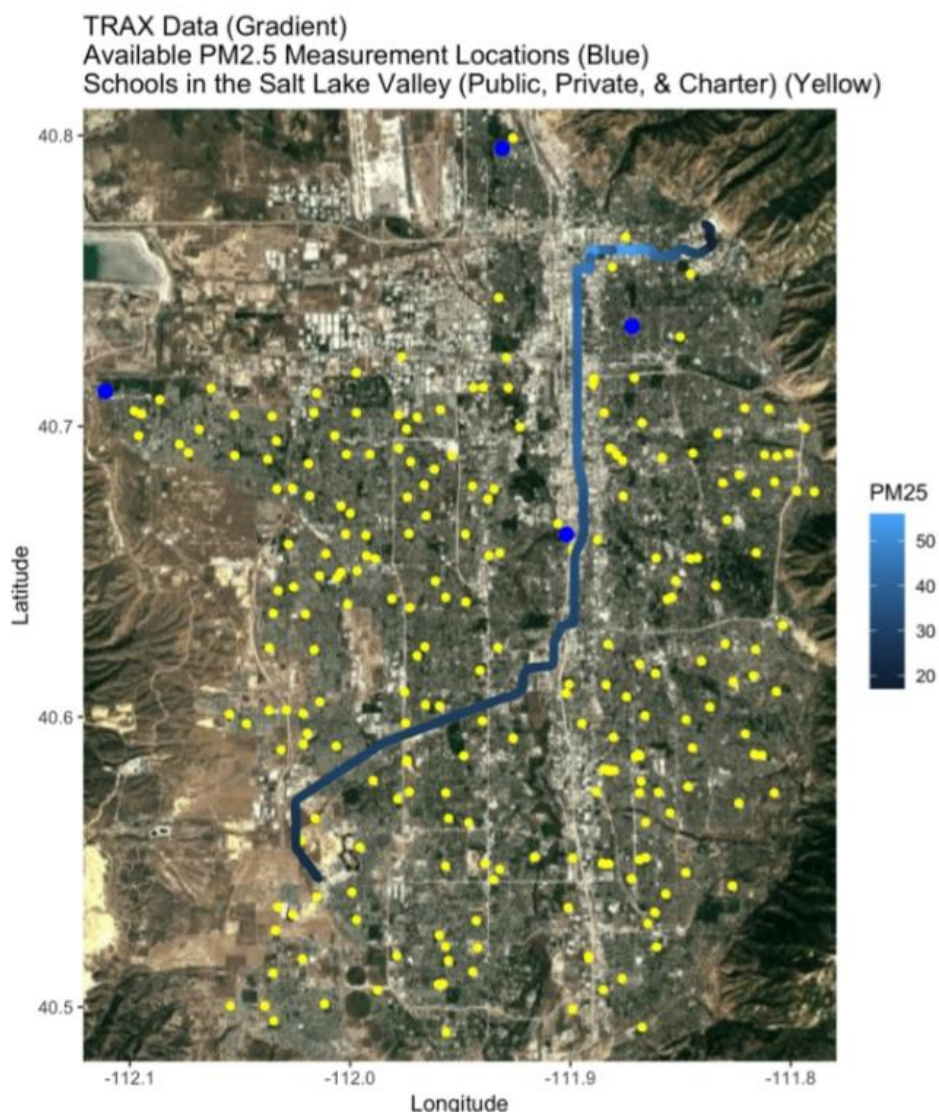 TRAX Data (Gradient)
Available PM2.5 Measurement Locations (Blue)
Schools in the Salt Lake Valley (Public, Private, & Charter) (Yellow)
40.8
40.7
40.6
40.5
Latitude
-112.1
-112.0
-111.9
-111.8
Longitude
PM25
50
40
30
20